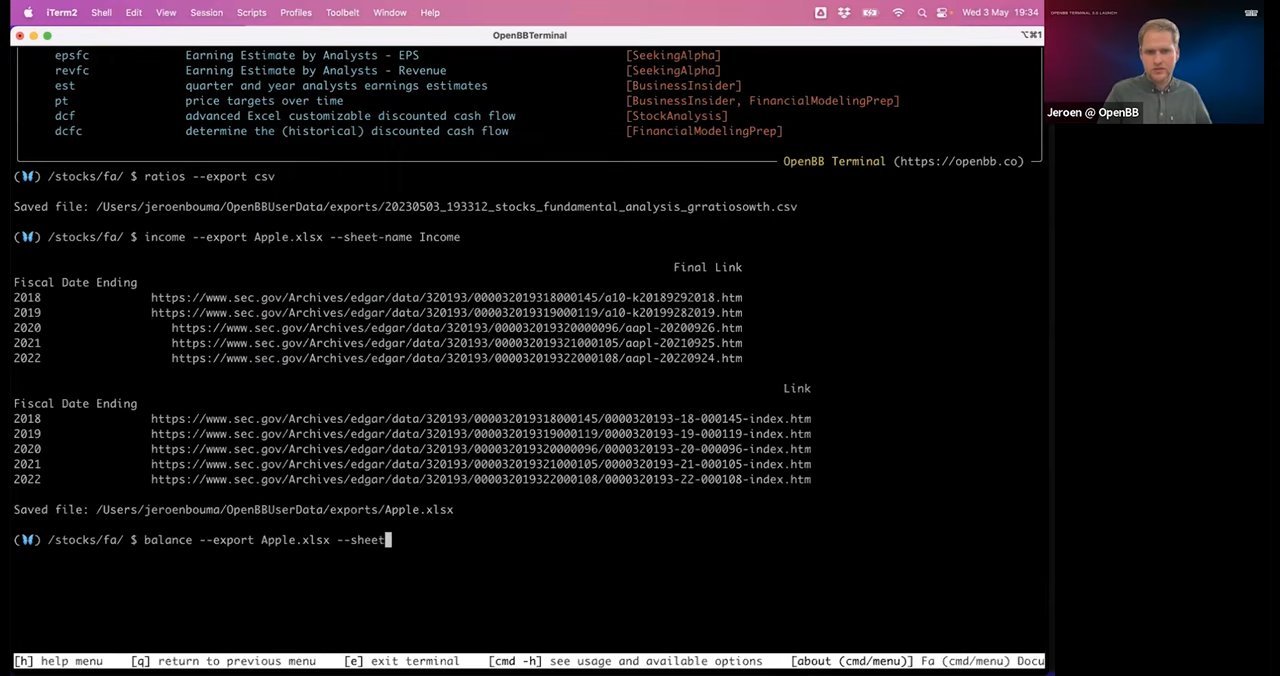 iTerm2 Shell Edit View Session Scripts Profiles Toolbelt Window Help Wed 3 May 19:34
OPENBB TERMINAL 3.0 LAUNCH
OpenBBTerminal ⌥⌘1
epsfc Earning Estimate by Analysts - EPS [SeekingAlpha]
revfc Earning Estimate by Analysts - Revenue [SeekingAlpha]
est quarter and year analysts earnings estimates [BusinessInsider]
pt price targets over time [BusinessInsider, FinancialModelingPrep]
dcf advanced Excel customizable discounted cash flow [StockAnalysis]
dcfc determine the (historical) discounted cash flow [FinancialModelingPrep]
Jeroen @ OpenBB
OpenBB Terminal (https://openbb.co)
(🦋) /stocks/fa/ $ ratios --export csv
Saved file: /Users/jeroenbouma/OpenBBUserData/exports/20230503_193312_stocks_fundamental_analysis_grratiosowth.csv
(🦋) /stocks/fa/ $ income --export Apple.xlsx --sheet-name Income
Final Link
Fiscal Date Ending
2018 https://www.sec.gov/Archives/edgar/data/320193/000032019318000145/a10-k20189292018.htm
2019 https://www.sec.gov/Archives/edgar/data/320193/000032019319000119/a10-k20199282019.htm
2020 https://www.sec.gov/Archives/edgar/data/320193/000032019320000096/aapl-20200926.htm
2021 https://www.sec.gov/Archives/edgar/data/320193/000032019321000105/aapl-20210925.htm
2022 https://www.sec.gov/Archives/edgar/data/320193/000032019322000108/aapl-20220924.htm
Link
Fiscal Date Ending
2018 https://www.sec.gov/Archives/edgar/data/320193/000032019318000145/0000320193-18-000145-index.htm
2019 https://www.sec.gov/Archives/edgar/data/320193/000032019319000119/0000320193-19-000119-index.htm
2020 https://www.sec.gov/Archives/edgar/data/320193/000032019320000096/0000320193-20-000096-index.htm
2021 https://www.sec.gov/Archives/edgar/data/320193/000032019321000105/0000320193-21-000105-index.htm
2022 https://www.sec.gov/Archives/edgar/data/320193/000032019322000108/0000320193-22-000108-index.htm
Saved file: /Users/jeroenbouma/OpenBBUserData/exports/Apple.xlsx
(🦋) /stocks/fa/ $ balance --export Apple.xlsx --sheet
[h] help menu [q] return to previous menu [e] exit terminal [cmd -h] see usage and available options [about (cmd/menu)] Fa (cmd/menu) Docu